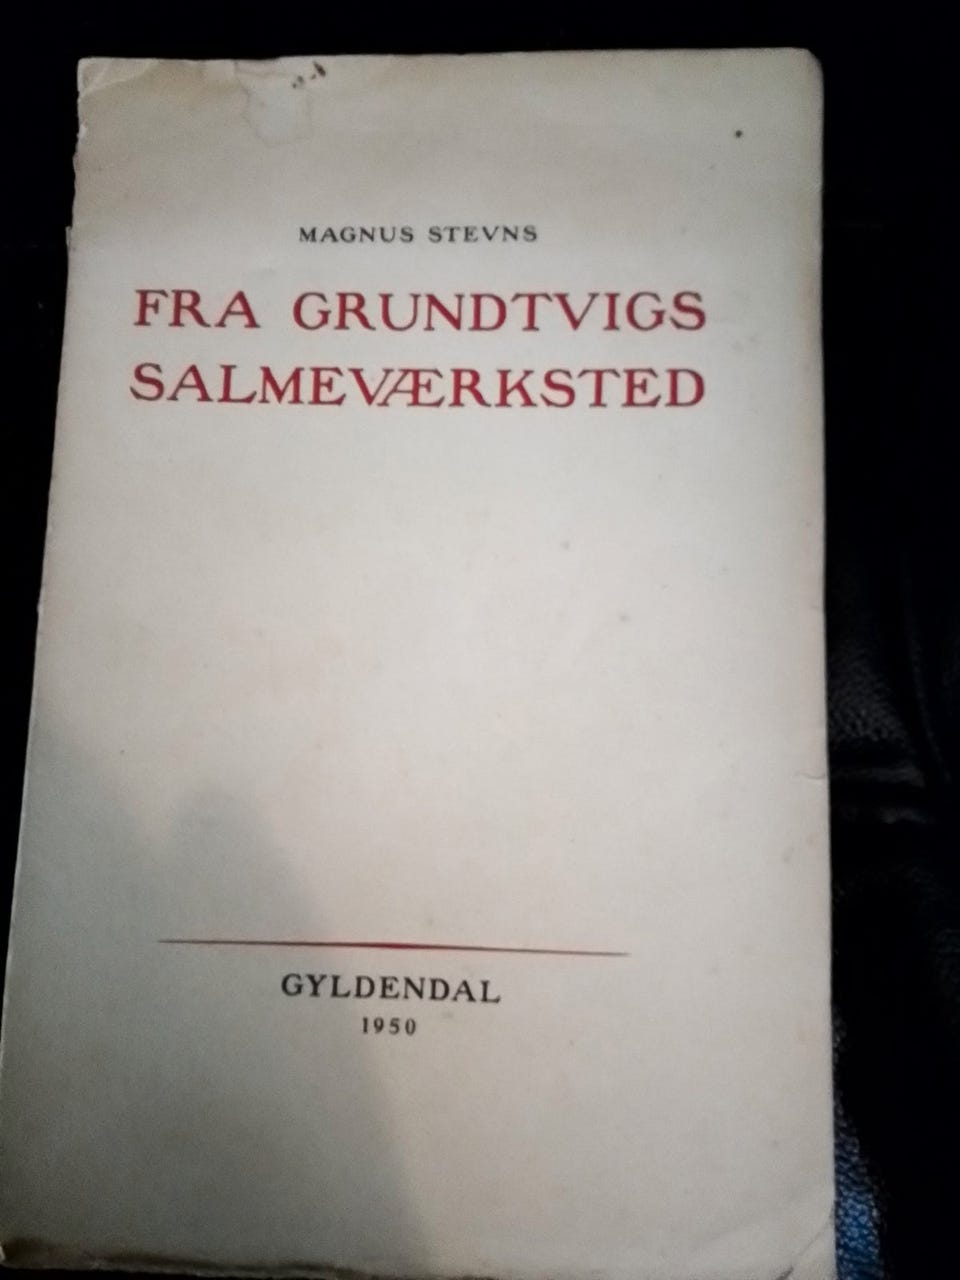 MAGNUS STEVNS
FRA GRUNDTVIGS
SALMEVÆRKSTED
GYLDENDAL
1950